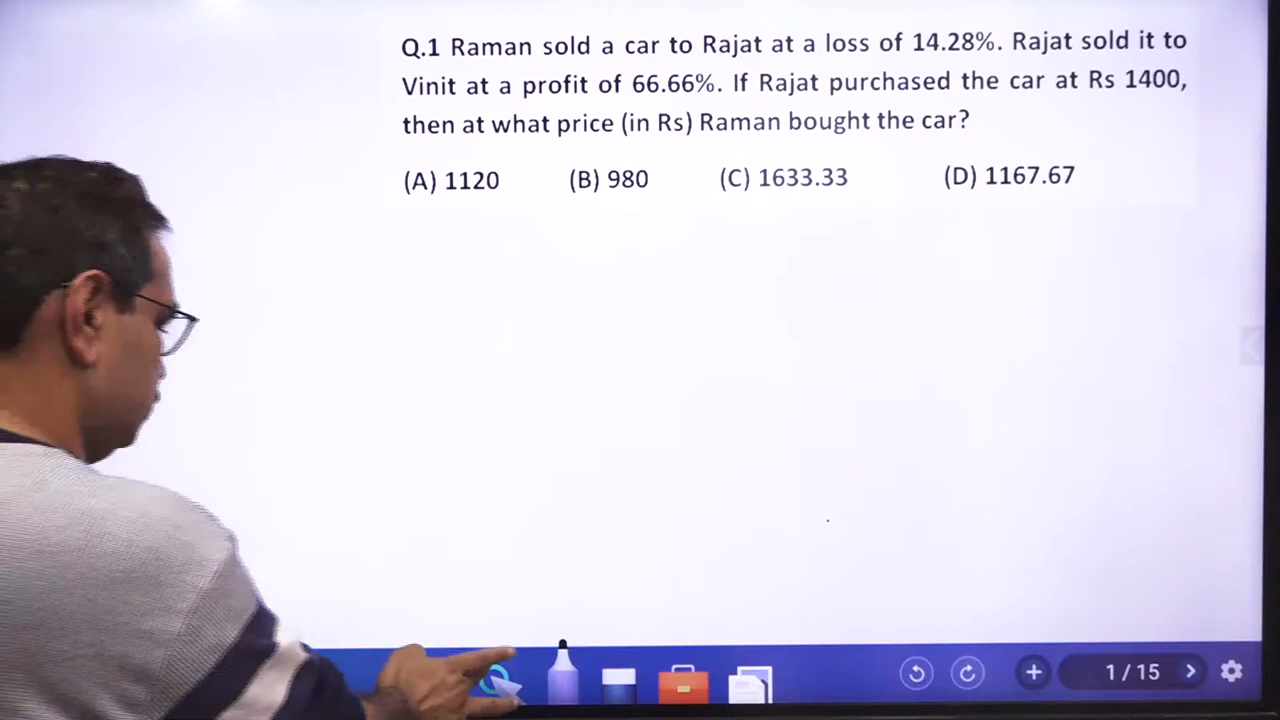 Q.1 Raman sold a car to Rajat at a loss of 14.28%. Rajat sold it to
Vinit at a profit of 66.66%. If Rajat purchased the car at Rs 1400,
then at what price (in Rs) Raman bought the car?
(A) 1120 (B) 980 (C) 1633.33 (D) 1167.67
1 / 15